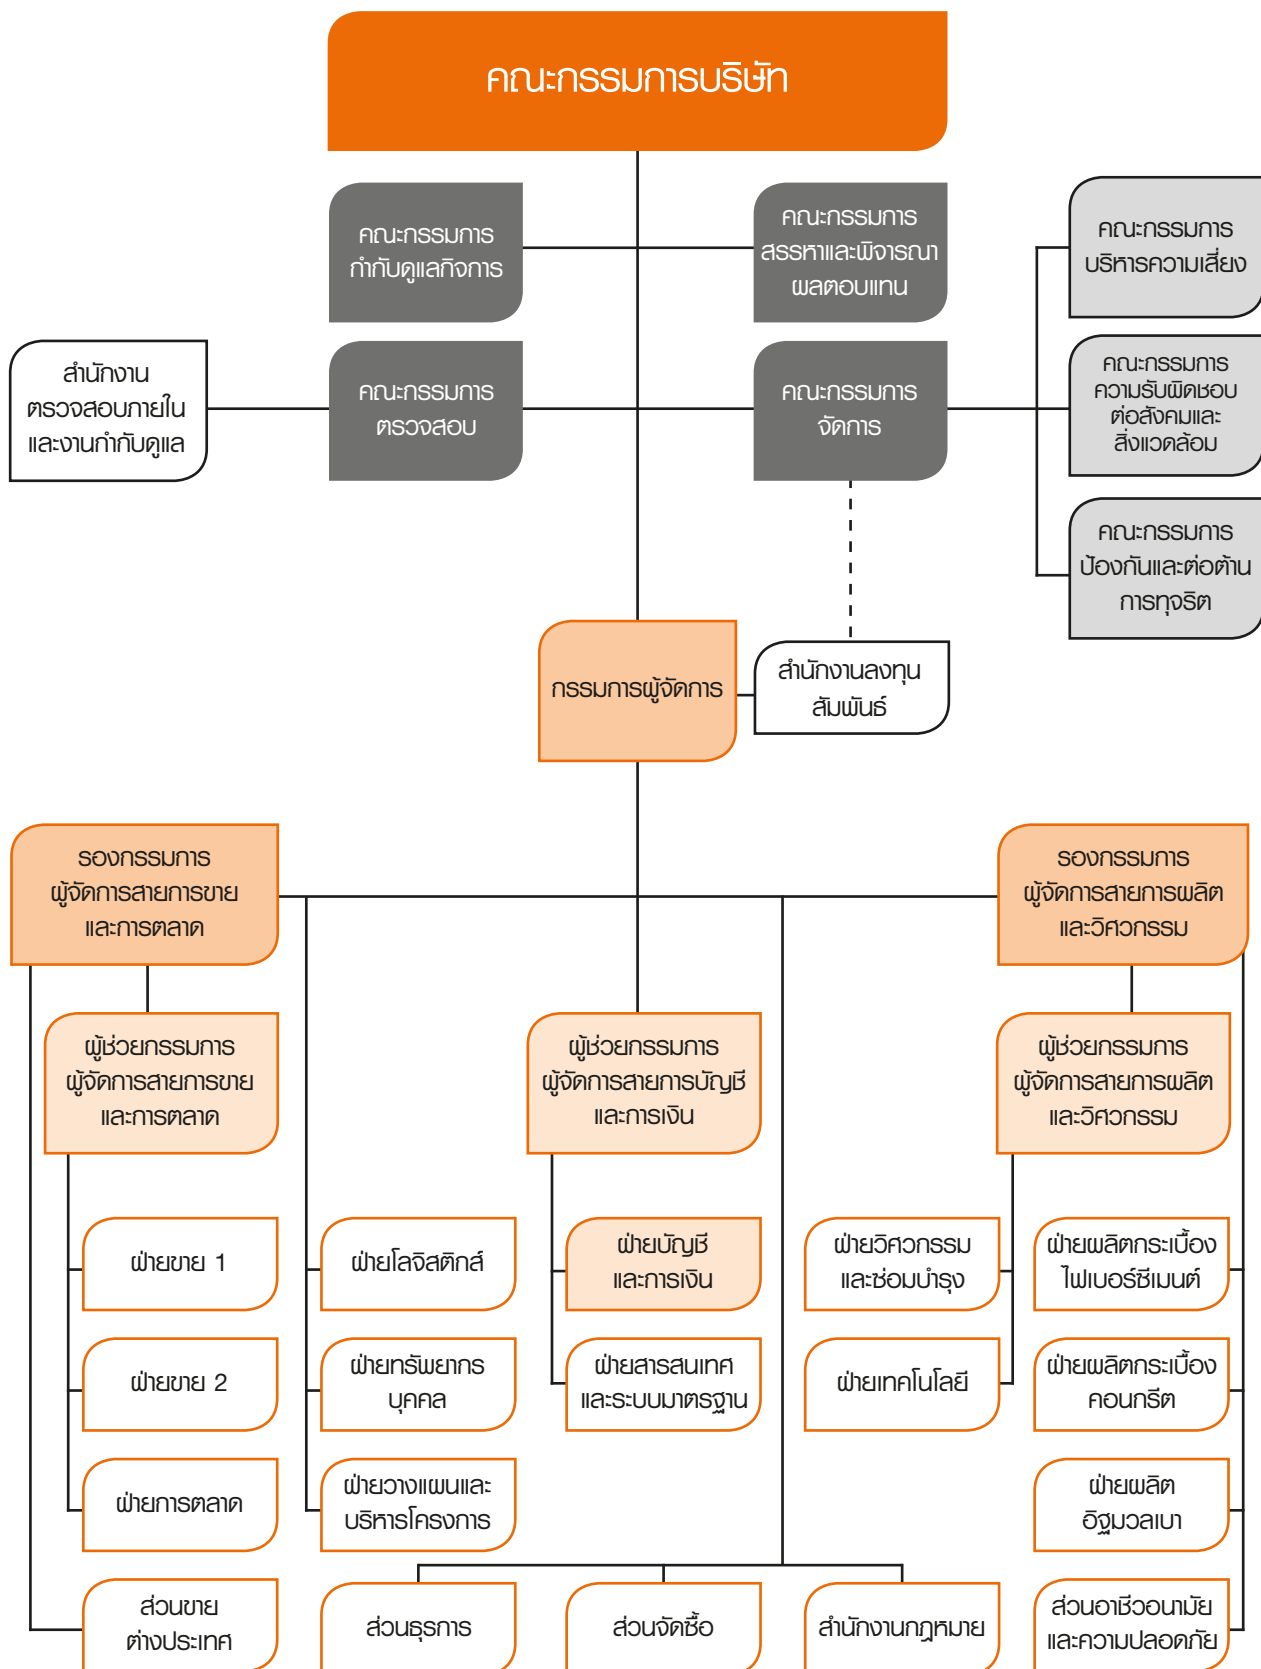 คณะกรรมการบริษัท
คณะกรรมการ
กำกับดูแลกิจการ
คณะกรรมการ
สรรหาและพิจารณา
ผลตอบแทน
คณะกรรมการ
บริหารความเสี่ยง
สำนักงาน
ตรวจสอบภายใน
และงานกำกับดูแล
คณะกรรมการ
ตรวจสอบ
คณะกรรมการ
จัดการ
คณะกรรมการ
ความรับผิดชอบ
ต่อสังคมและ
สิ่งแวดล้อม
คณะกรรมการ
ป้องกันและต่อต้าน
การทุจริต
กรรมการผู้จัดการ
สำนักงานลงทุน
สัมพันธ์
รองกรรมการ
ผู้จัดการสายการขาย
และการตลาด
รองกรรมการ
ผู้จัดการสายการผลิต
และวิศวกรรม
ผู้ช่วยกรรมการ
ผู้จัดการสายการขาย
และการตลาด
ผู้ช่วยกรรมการ
ผู้จัดการสายการบัญชี
และการเงิน
ผู้ช่วยกรรมการ
ผู้จัดการสายการผลิต
และวิศวกรรม
ฝ่ายขาย 1
ฝ่ายโลจิสติกส์
ฝ่ายบัญชี
และการเงิน
ฝ่ายวิศวกรรม
และซ่อมบำรุง
ฝ่ายผลิตกระเบื้อง
ไฟเบอร์ซีเมนต์
ฝ่ายขาย 2
ฝ่ายทรัพยากร
บุคคล
ฝ่ายสารสนเทศ
และระบบมาตรฐาน
ฝ่ายเทคโนโลยี
ฝ่ายผลิตกระเบื้อง
คอนกรีต
ฝ่ายการตลาด
ฝ่ายวางแผนและ
บริหารโครงการ
ฝ่ายผลิต
อิฐมวลเบา
ส่วนขาย
ต่างประเทศ
ส่วนธุรการ
ส่วนจัดซื้อ
สำนักงานกฎหมาย
ส่วนอาชีวอนามัย
และความปลอดภัย